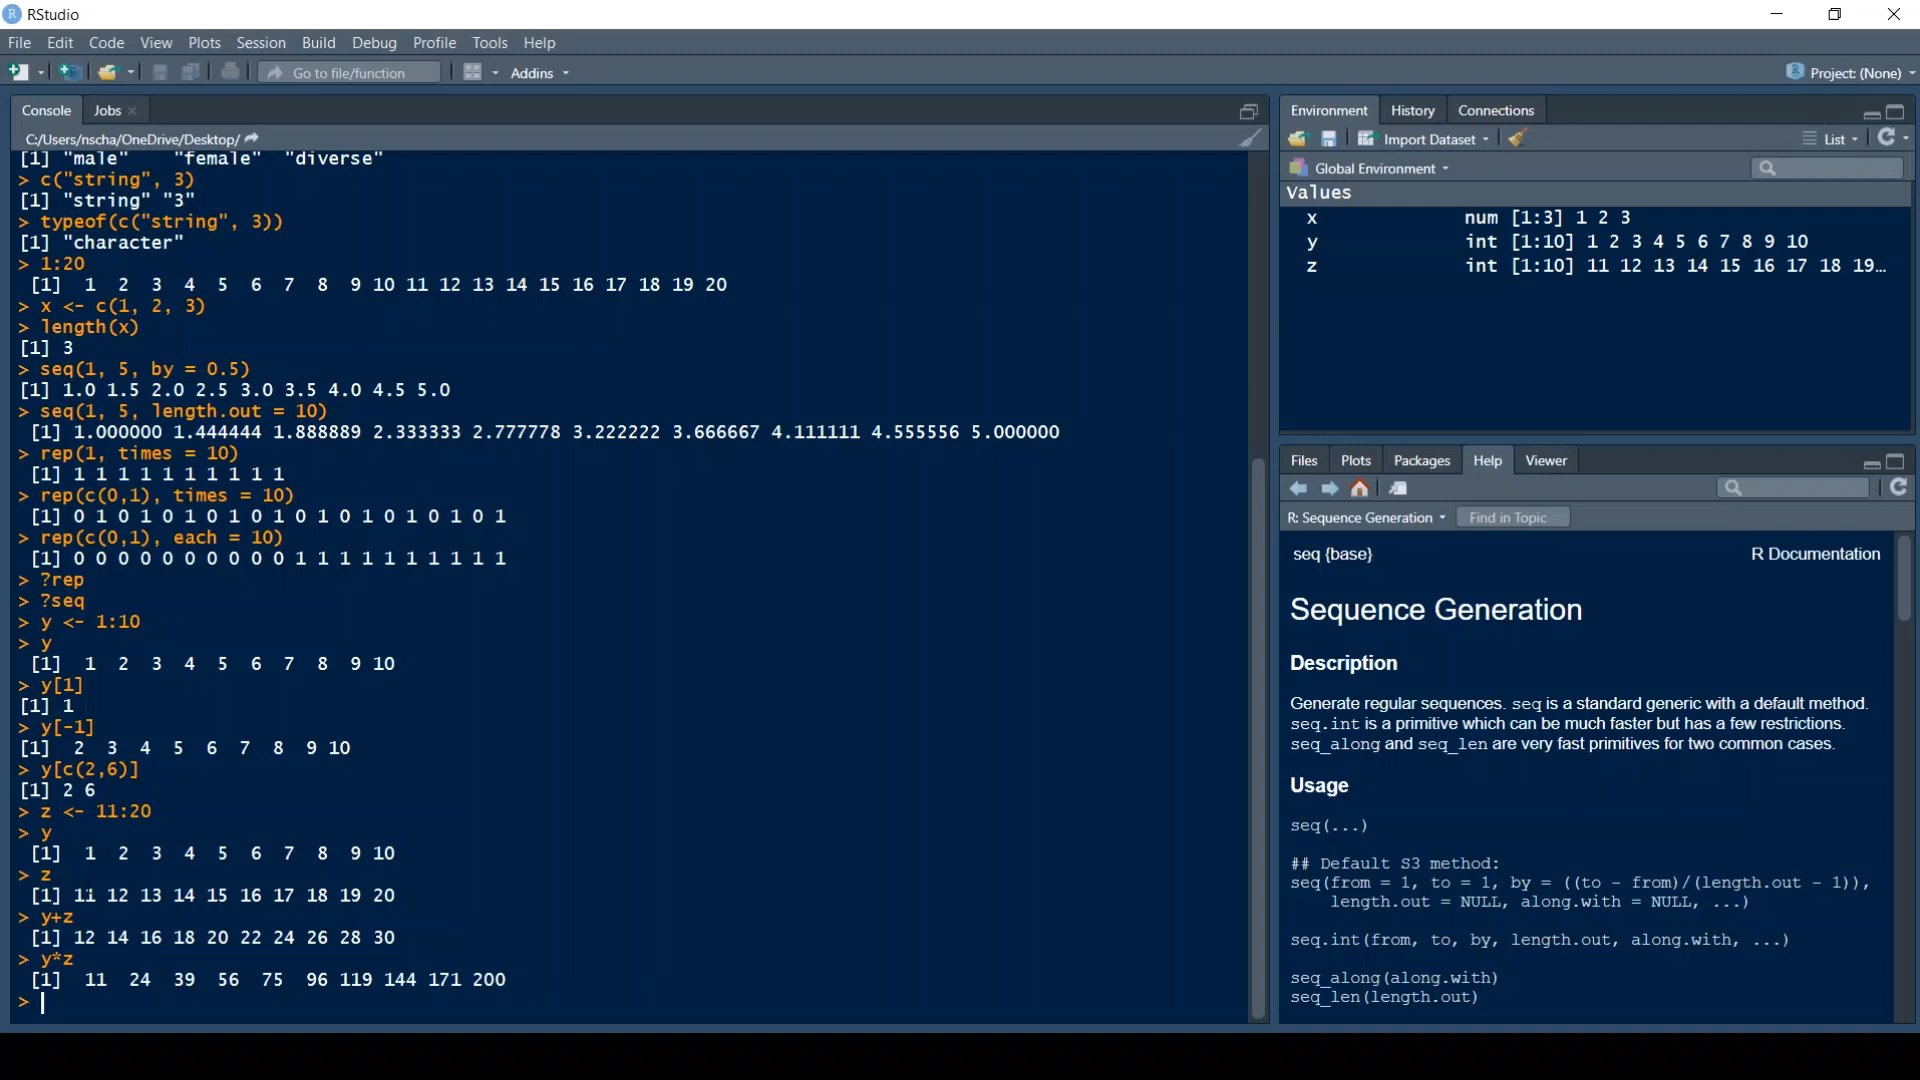 RStudio
File Edit Code View Plots Session Build Debug Profile Tools Help
Go to file/function Addins Project: (None)
Console Jobs
C:/Users/nscha/OneDrive/Desktop/
[1] "male" "female" "diverse"
> c("string", 3)
[1] "string" "3"
> typeof(c("string", 3))
[1] "character"
> 1:20
[1] 1 2 3 4 5 6 7 8 9 10 11 12 13 14 15 16 17 18 19 20
> x <- c(1, 2, 3)
> length(x)
[1] 3
> seq(1, 5, by = 0.5)
[1] 1.0 1.5 2.0 2.5 3.0 3.5 4.0 4.5 5.0
> seq(1, 5, length.out = 10)
[1] 1.000000 1.444444 1.888889 2.333333 2.777778 3.222222 3.666667 4.111111 4.555556 5.000000
> rep(1, times = 10)
[1] 1 1 1 1 1 1 1 1 1 1
> rep(c(0,1), times = 10)
[1] 0 1 0 1 0 1 0 1 0 1 0 1 0 1 0 1 0 1 0 1
> rep(c(0,1), each = 10)
[1] 0 0 0 0 0 0 0 0 0 0 1 1 1 1 1 1 1 1 1 1
> ?rep
> ?seq
> y <- 1:10
> y
[1] 1 2 3 4 5 6 7 8 9 10
> y[1]
[1] 1
> y[-1]
[1] 2 3 4 5 6 7 8 9 10
> y[c(2,6)]
[1] 2 6
> z <- 11:20
> y
[1] 1 2 3 4 5 6 7 8 9 10
> z
[1] 11 12 13 14 15 16 17 18 19 20
> y+z
[1] 12 14 16 18 20 22 24 26 28 30
> y*z
[1] 11 24 39 56 75 96 119 144 171 200
>
Environment History Connections
Import Dataset List
Global Environment
Values
x num [1:3] 1 2 3
y int [1:10] 1 2 3 4 5 6 7 8 9 10
z int [1:10] 11 12 13 14 15 16 17 18 19…
Files Plots Packages Help Viewer
R: Sequence Generation Find in Topic
seq {base} R Documentation
Sequence Generation
Description
Generate regular sequences. seq is a standard generic with a default method.
seq.int is a primitive which can be much faster but has a few restrictions.
seq_along and seq_len are very fast primitives for two common cases.
Usage
seq(...)
## Default S3 method:
seq(from = 1, to = 1, by = ((to - from)/(length.out - 1)),
length.out = NULL, along.with = NULL, ...)
seq.int(from, to, by, length.out, along.with, ...)
seq_along(along.with)
seq_len(length.out)